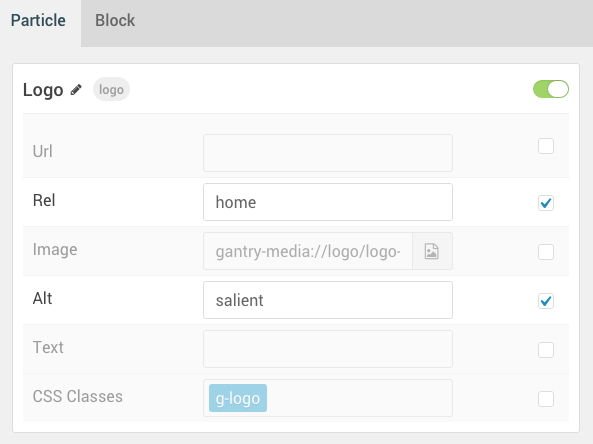 Particle Block
Logo logo
Url
Rel home
Image gantry-media://logo/logo-
Alt salient
Text
CSS Classes g-logo